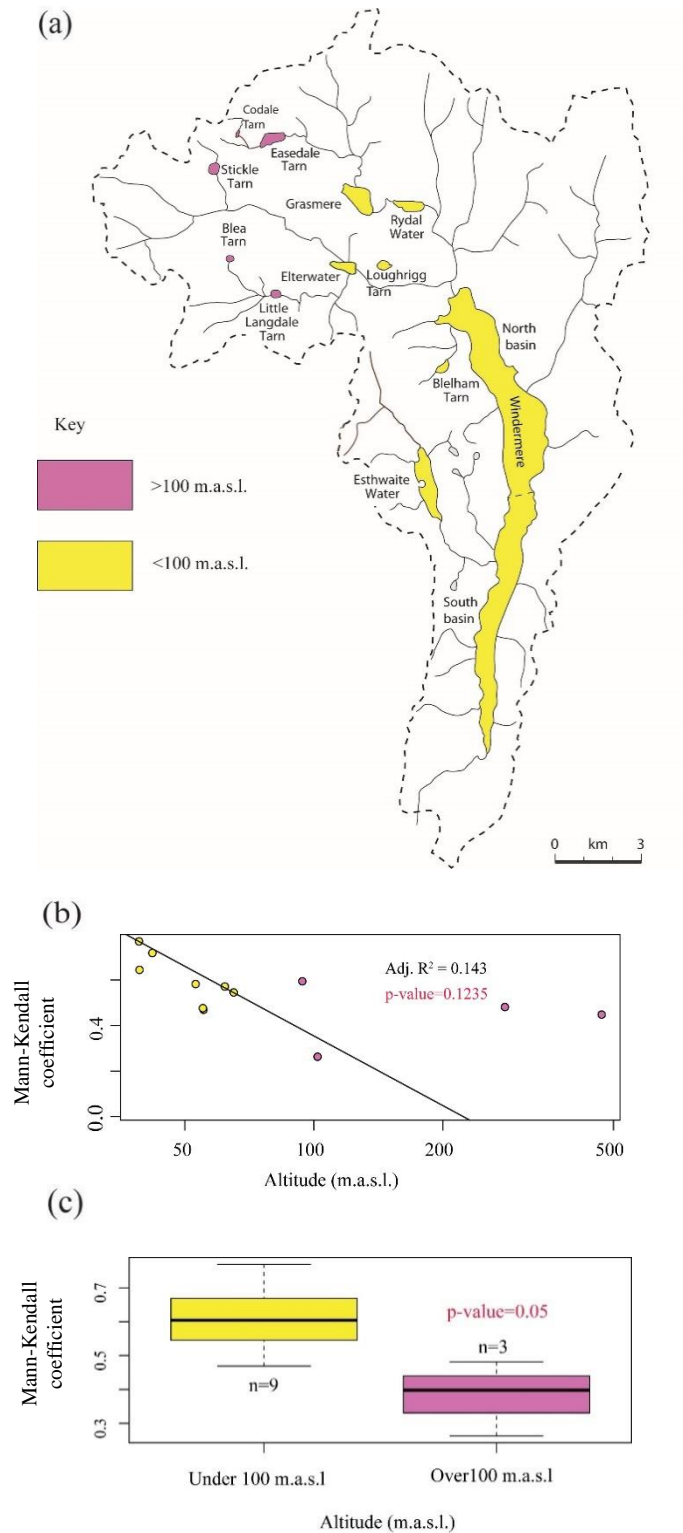 (a)
Codale
Tarn
Easedale
Tarn
Stickle
Tarn
Grasmere
Rydal
Water
Blea
Tarn
Elterwater
Loughrigg
Tarn
Little
Langdale
Tarn
North
basin
Blelham
Tarn
Windermere
Key
>100 m.a.s.l.
<100 m.a.s.l.
Esthwaite
Water
South
basin
0 km 3
(b)
Mann-Kendall
coefficient
0.0 0.4
Adj. R² = 0.143
p-value=0.1235
50 100 200 500
Altitude (m.a.s.l.)
(c)
Mann-Kendall
coefficient
0.3 0.5 0.7
p-value=0.05
n=3
n=9
Under 100 m.a.s.l
Over100 m.a.s.l
Altitude (m.a.s.l.)